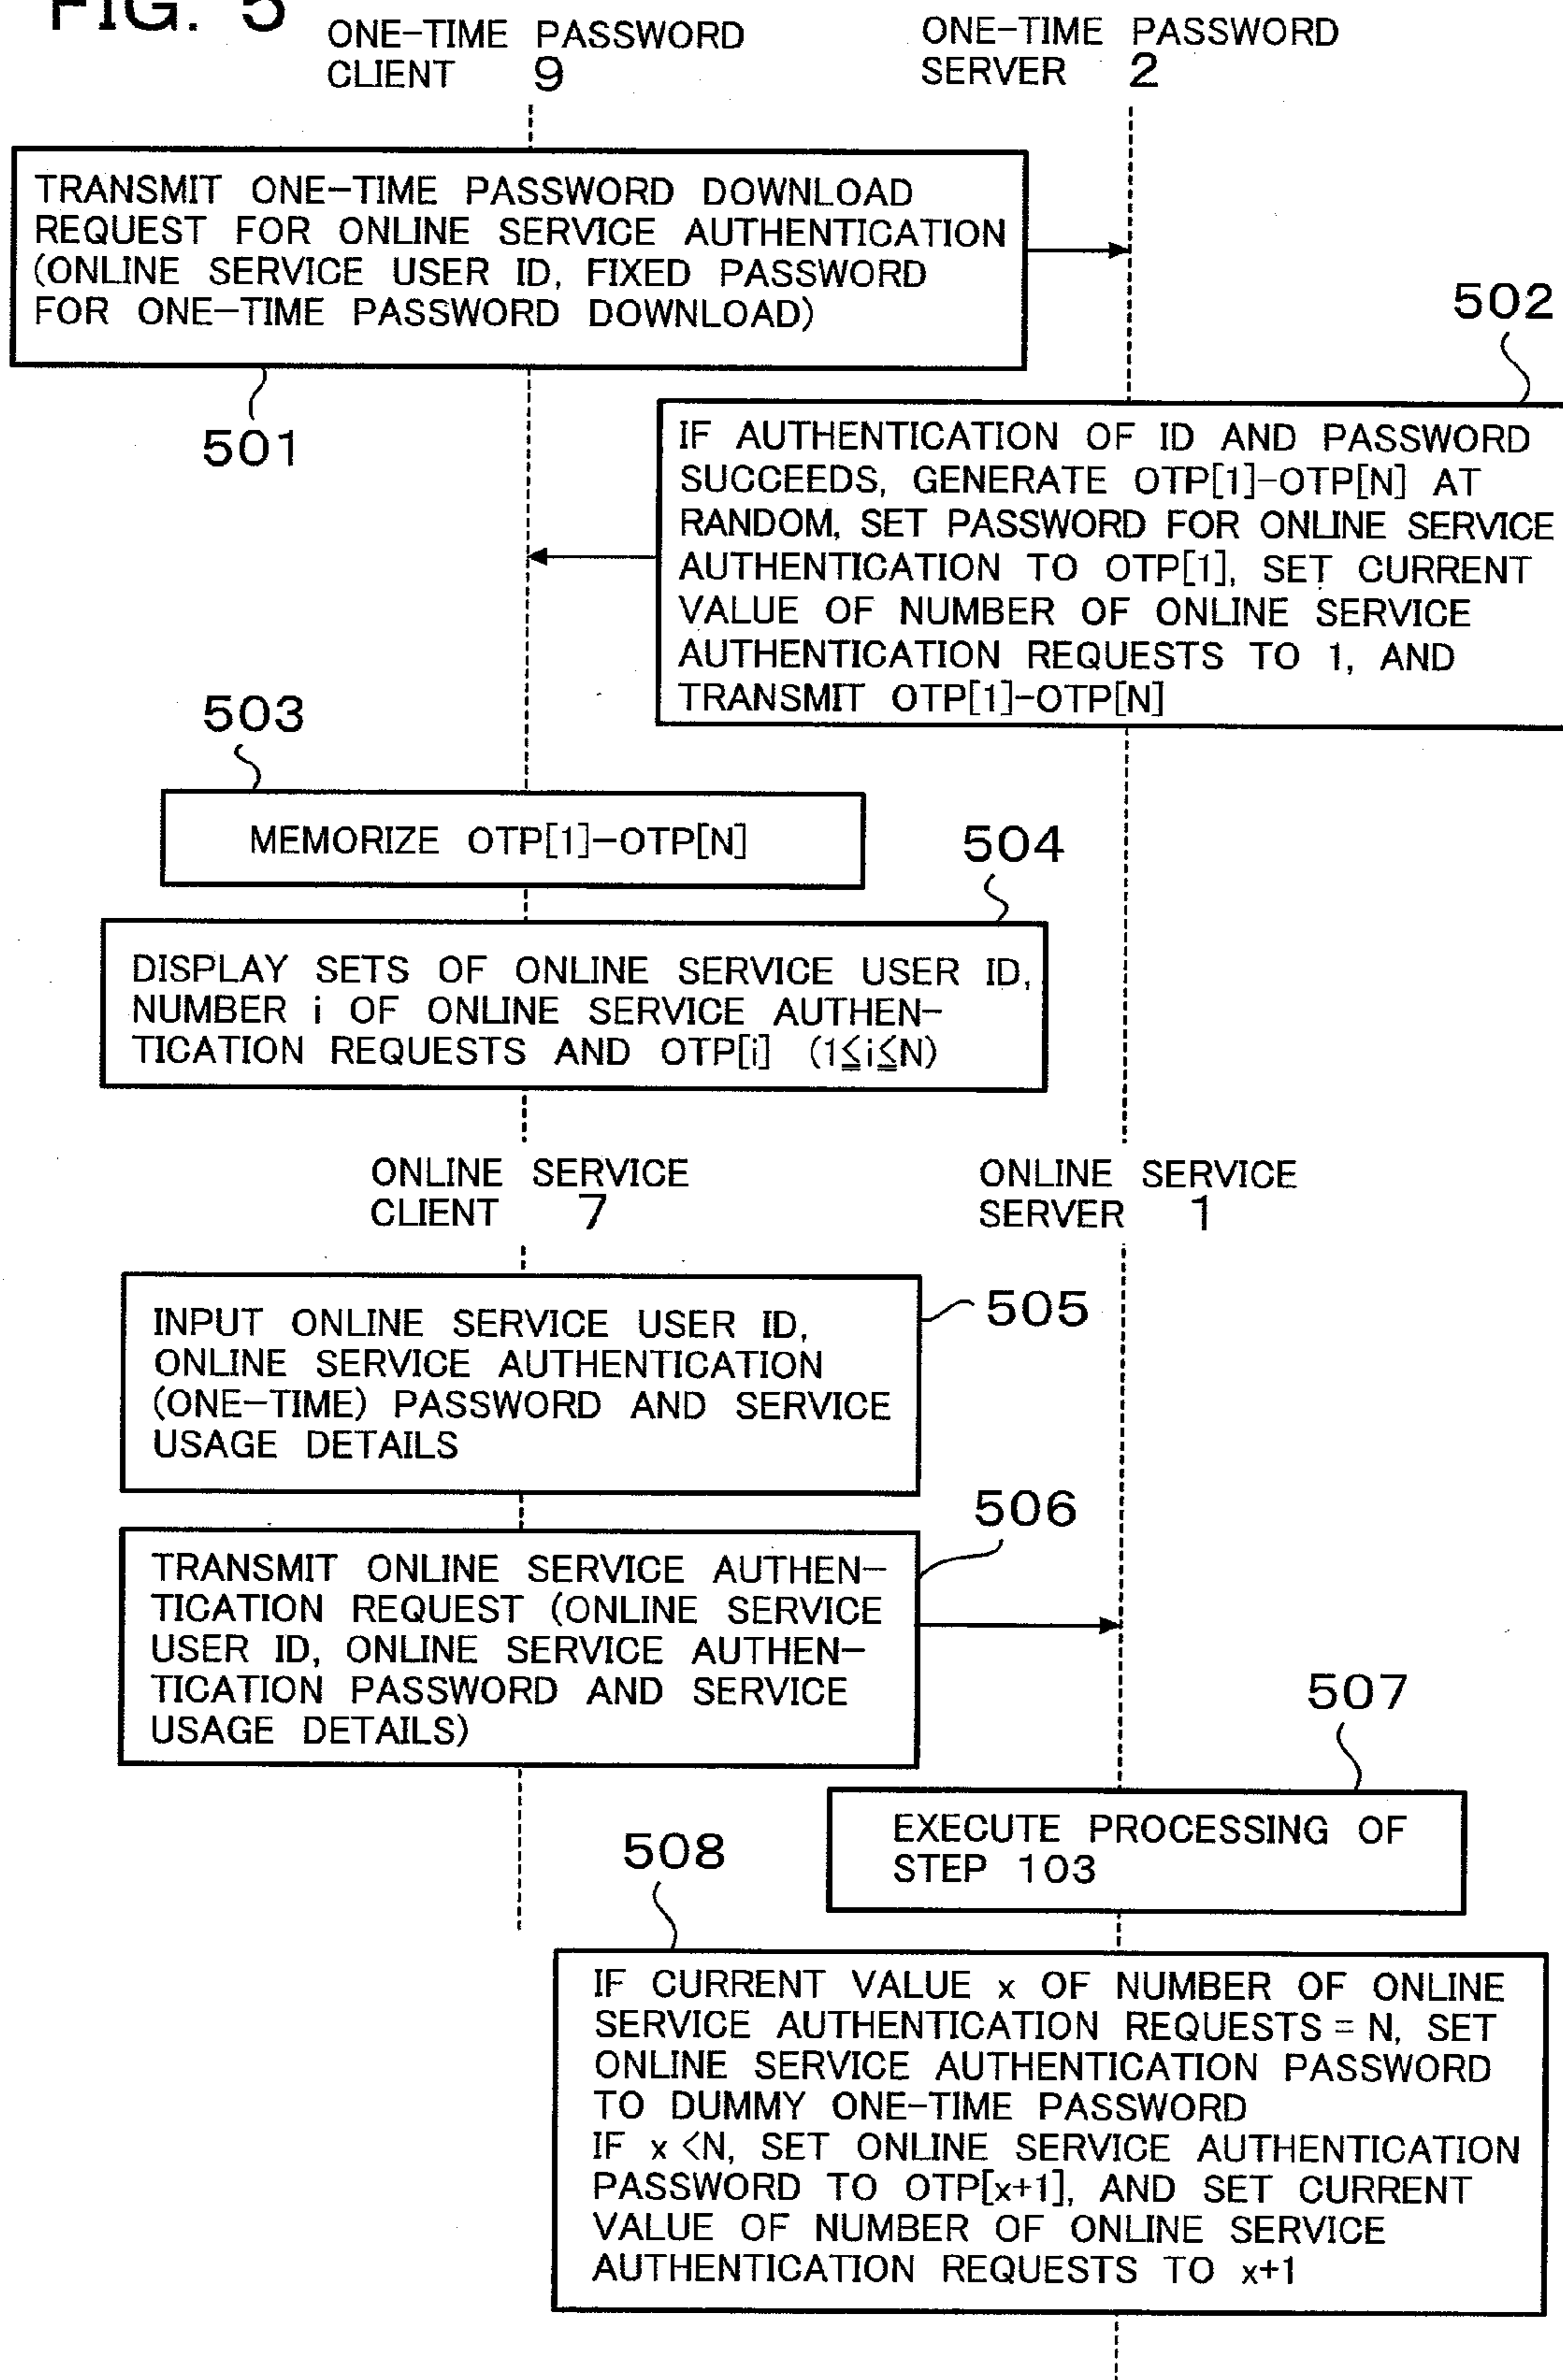 FIG. 5
ONE-TIME PASSWORD
CLIENT 9
ONE-TIME PASSWORD
SERVER 2
TRANSMIT ONE-TIME PASSWORD DOWNLOAD
REQUEST FOR ONLINE SERVICE AUTHENTICATION
(ONLINE SERVICE USER ID, FIXED PASSWORD
FOR ONE-TIME PASSWORD DOWNLOAD)
501
502
IF AUTHENTICATION OF ID AND PASSWORD
SUCCEEDS, GENERATE OTP[1]-OTP[N] AT
RANDOM, SET PASSWORD FOR ONLINE SERVICE
AUTHENTICATION TO OTP[1], SET CURRENT
VALUE OF NUMBER OF ONLINE SERVICE
AUTHENTICATION REQUESTS TO 1, AND
TRANSMIT OTP[1]-OTP[N]
503
MEMORIZE OTP[1]-OTP[N]
504
DISPLAY SETS OF ONLINE SERVICE USER ID,
NUMBER i OF ONLINE SERVICE AUTHEN-
TICATION REQUESTS AND OTP[i] (1≦i≦N)
ONLINE SERVICE
CLIENT 7
ONLINE SERVICE
SERVER 1
INPUT ONLINE SERVICE USER ID,
ONLINE SERVICE AUTHENTICATION
(ONE-TIME) PASSWORD AND SERVICE
USAGE DETAILS
505
506
TRANSMIT ONLINE SERVICE AUTHEN-
TICATION REQUEST (ONLINE SERVICE
USER ID, ONLINE SERVICE AUTHEN-
TICATION PASSWORD AND SERVICE
USAGE DETAILS)
507
EXECUTE PROCESSING OF
STEP 103
508
IF CURRENT VALUE x OF NUMBER OF ONLINE
SERVICE AUTHENTICATION REQUESTS = N, SET
ONLINE SERVICE AUTHENTICATION PASSWORD
TO DUMMY ONE-TIME PASSWORD
IF x <N, SET ONLINE SERVICE AUTHENTICATION
PASSWORD TO OTP[x+1], AND SET CURRENT
VALUE OF NUMBER OF ONLINE SERVICE
AUTHENTICATION REQUESTS TO x+1